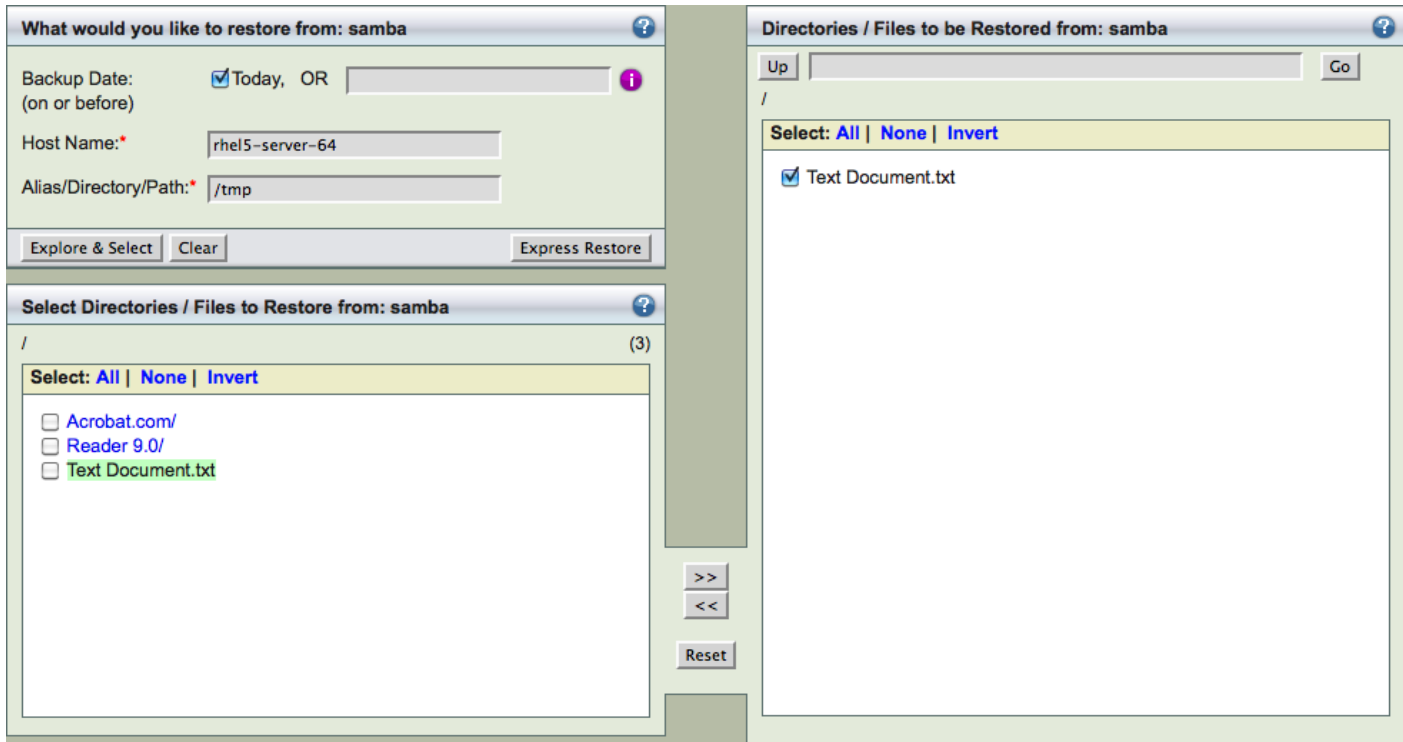 What would you like to restore from: samba
Backup Date:
(on or before)
Today, OR
Host Name:*
rhel5-server-64
Alias/Directory/Path:*
/tmp
Explore & Select
Clear
Express Restore
Select Directories / Files to Restore from: samba
/
(3)
Select: All | None | Invert
Acrobat.com/
Reader 9.0/
Text Document.txt
>>
<<
Reset
Directories / Files to be Restored from: samba
Up
Go
/
Select: All | None | Invert
Text Document.txt